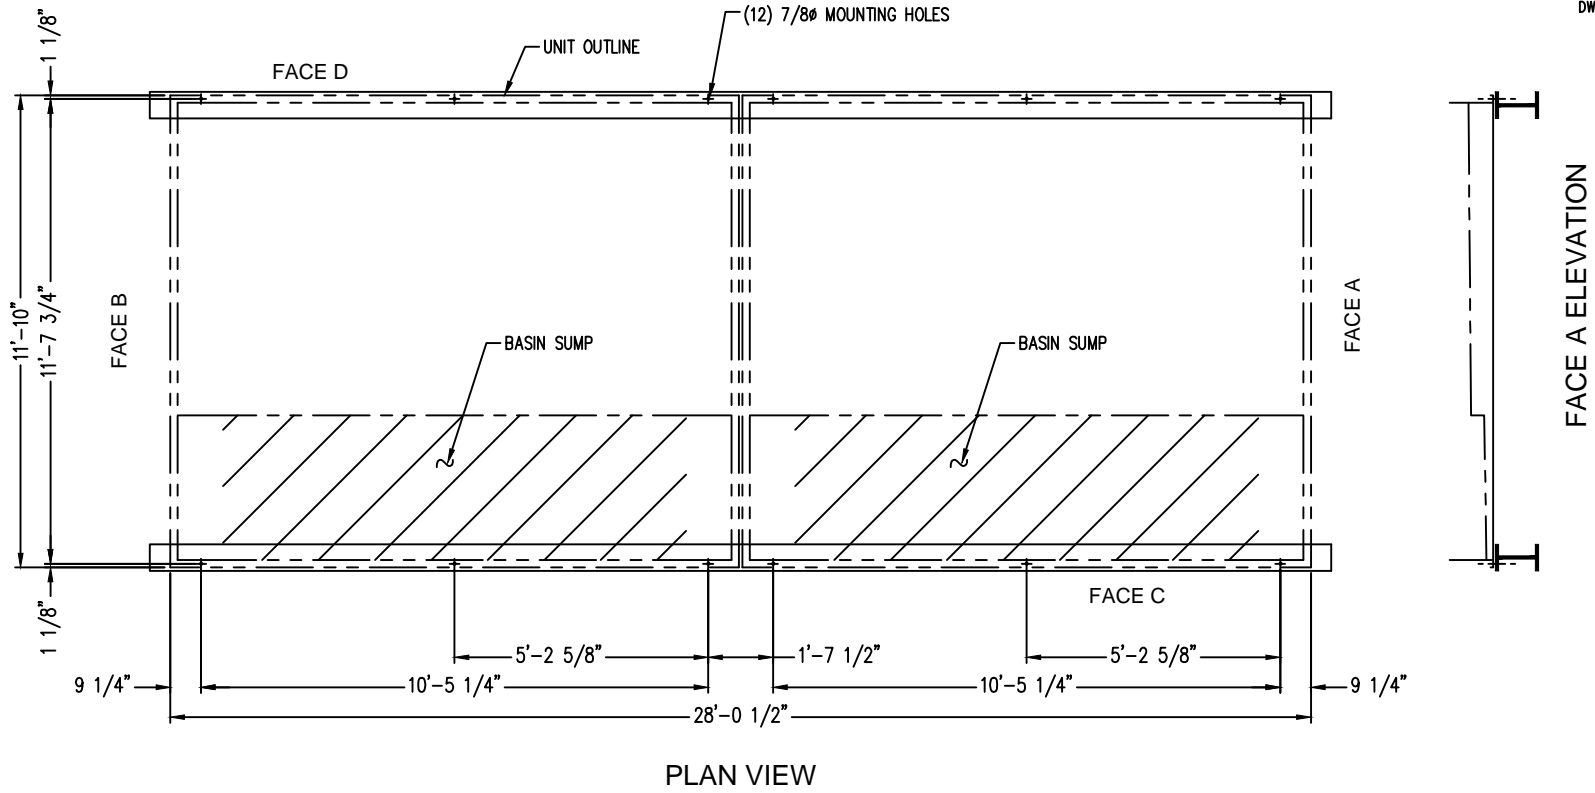 DW
(12) 7/8ø MOUNTING HOLES
UNIT OUTLINE
FACE D
1 1/8"
11'-10"
11'-7 3/4"
FACE B
BASIN SUMP
BASIN SUMP
FACE A
FACE A ELEVATION
1 1/8"
FACE C
5'-2 5/8"
1'-7 1/2"
5'-2 5/8"
9 1/4"
10'-5 1/4"
10'-5 1/4"
9 1/4"
28'-0 1/2"
PLAN VIEW